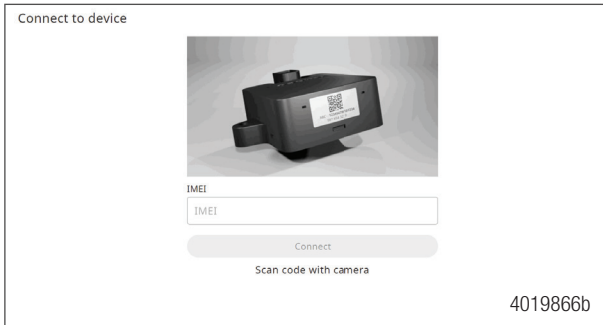 Connect to device
IMEI
IMEI
Connect
Scan code with camera
4019866b